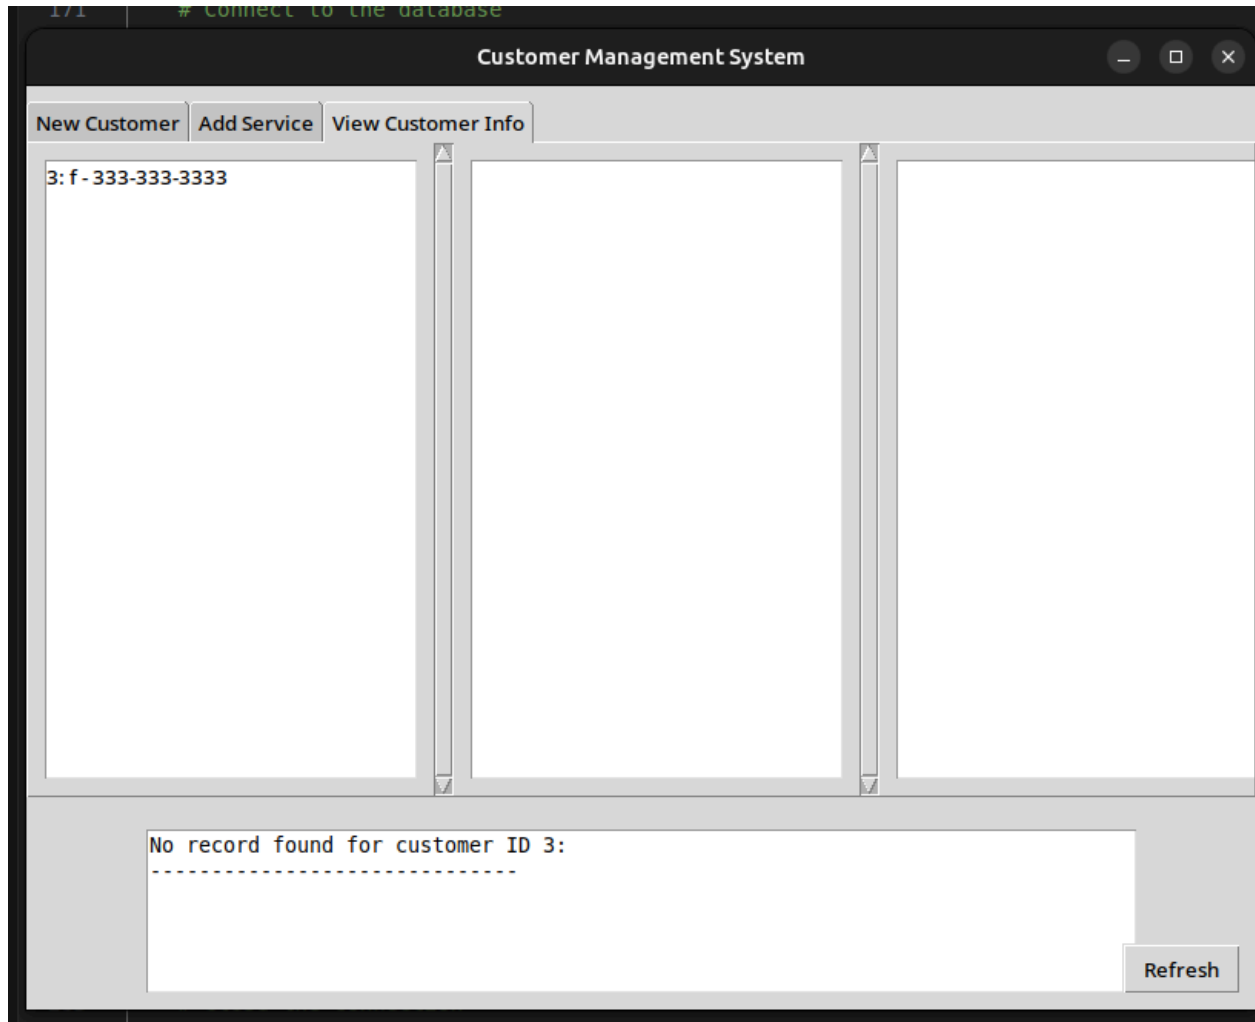 171 # Connect to the database
Customer Management System
New Customer Add Service View Customer Info
3: f - 333-333-3333
No record found for customer ID 3:
------------------------------
Refresh